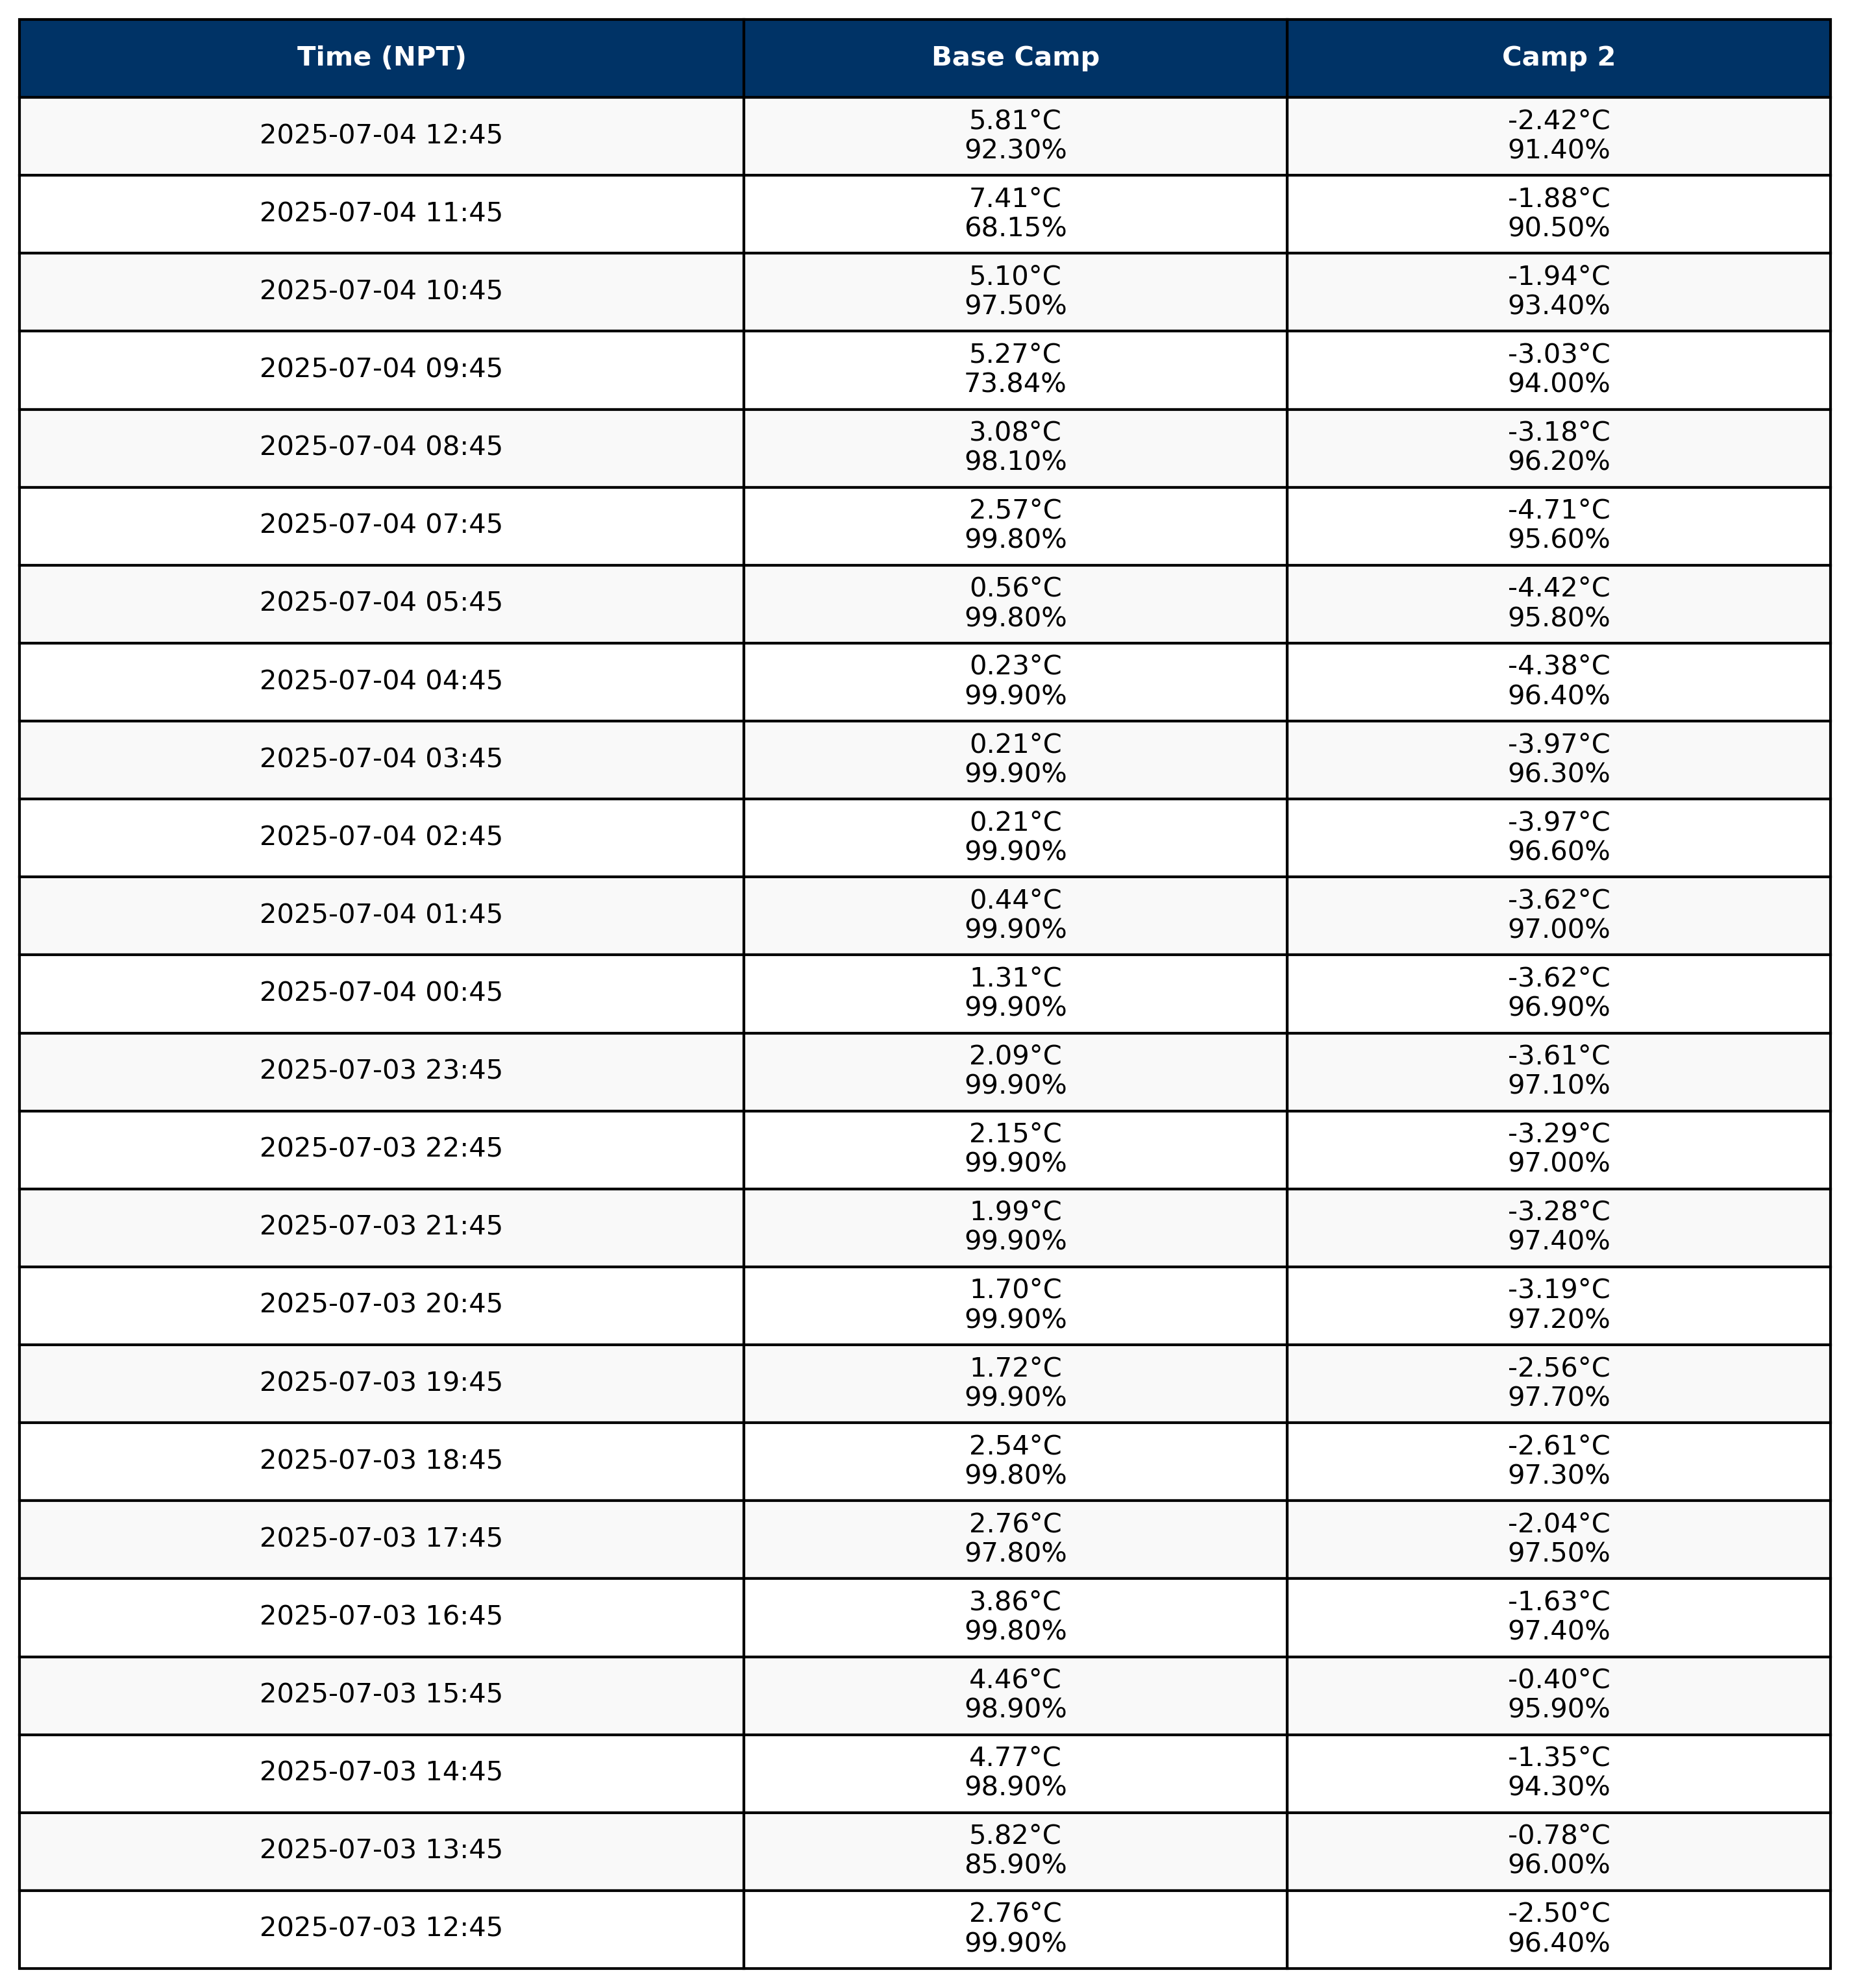 Time (NPT) Base Camp Camp 2
2025-07-04 12:45 5.81°C -2.42°C
92.30% 91.40%
2025-07-04 11:45 7.41°C -1.88°C
68.15% 90.50%
2025-07-04 10:45 5.10°C -1.94°C
97.50% 93.40%
2025-07-04 09:45 5.27°C -3.03°C
73.84% 94.00%
2025-07-04 08:45 3.08°C -3.18°C
98.10% 96.20%
2025-07-04 07:45 2.57°C -4.71°C
99.80% 95.60%
2025-07-04 05:45 0.56°C -4.42°C
99.80% 95.80%
2025-07-04 04:45 0.23°C -4.38°C
99.90% 96.40%
2025-07-04 03:45 0.21°C -3.97°C
99.90% 96.30%
2025-07-04 02:45 0.21°C -3.97°C
99.90% 96.60%
2025-07-04 01:45 0.44°C -3.62°C
99.90% 97.00%
2025-07-04 00:45 1.31°C -3.62°C
99.90% 96.90%
2025-07-03 23:45 2.09°C -3.61°C
99.90% 97.10%
2025-07-03 22:45 2.15°C -3.29°C
99.90% 97.00%
2025-07-03 21:45 1.99°C -3.28°C
99.90% 97.40%
2025-07-03 20:45 1.70°C -3.19°C
99.90% 97.20%
2025-07-03 19:45 1.72°C -2.56°C
99.90% 97.70%
2025-07-03 18:45 2.54°C -2.61°C
99.80% 97.30%
2025-07-03 17:45 2.76°C -2.04°C
97.80% 97.50%
2025-07-03 16:45 3.86°C -1.63°C
99.80% 97.40%
2025-07-03 15:45 4.46°C -0.40°C
98.90% 95.90%
2025-07-03 14:45 4.77°C -1.35°C
98.90% 94.30%
2025-07-03 13:45 5.82°C -0.78°C
85.90% 96.00%
2025-07-03 12:45 2.76°C -2.50°C
99.90% 96.40%